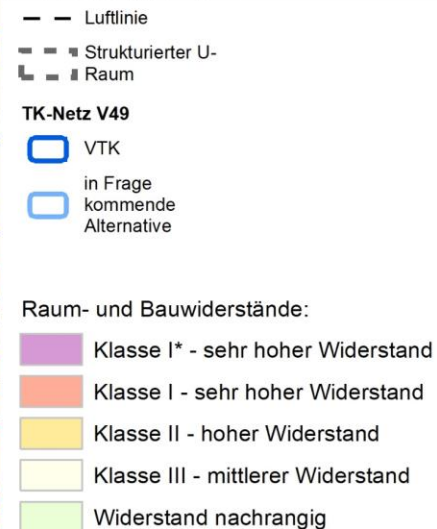 Luftlinie
Strukturierter U-
Raum
TK-Netz V49
VTK
in Frage
kommende
Alternative
Raum- und Bauwiderstände:
Klasse I* - sehr hoher Widerstand
Klasse I - sehr hoher Widerstand
Klasse II - hoher Widerstand
Klasse III - mittlerer Widerstand
Widerstand nachrangig